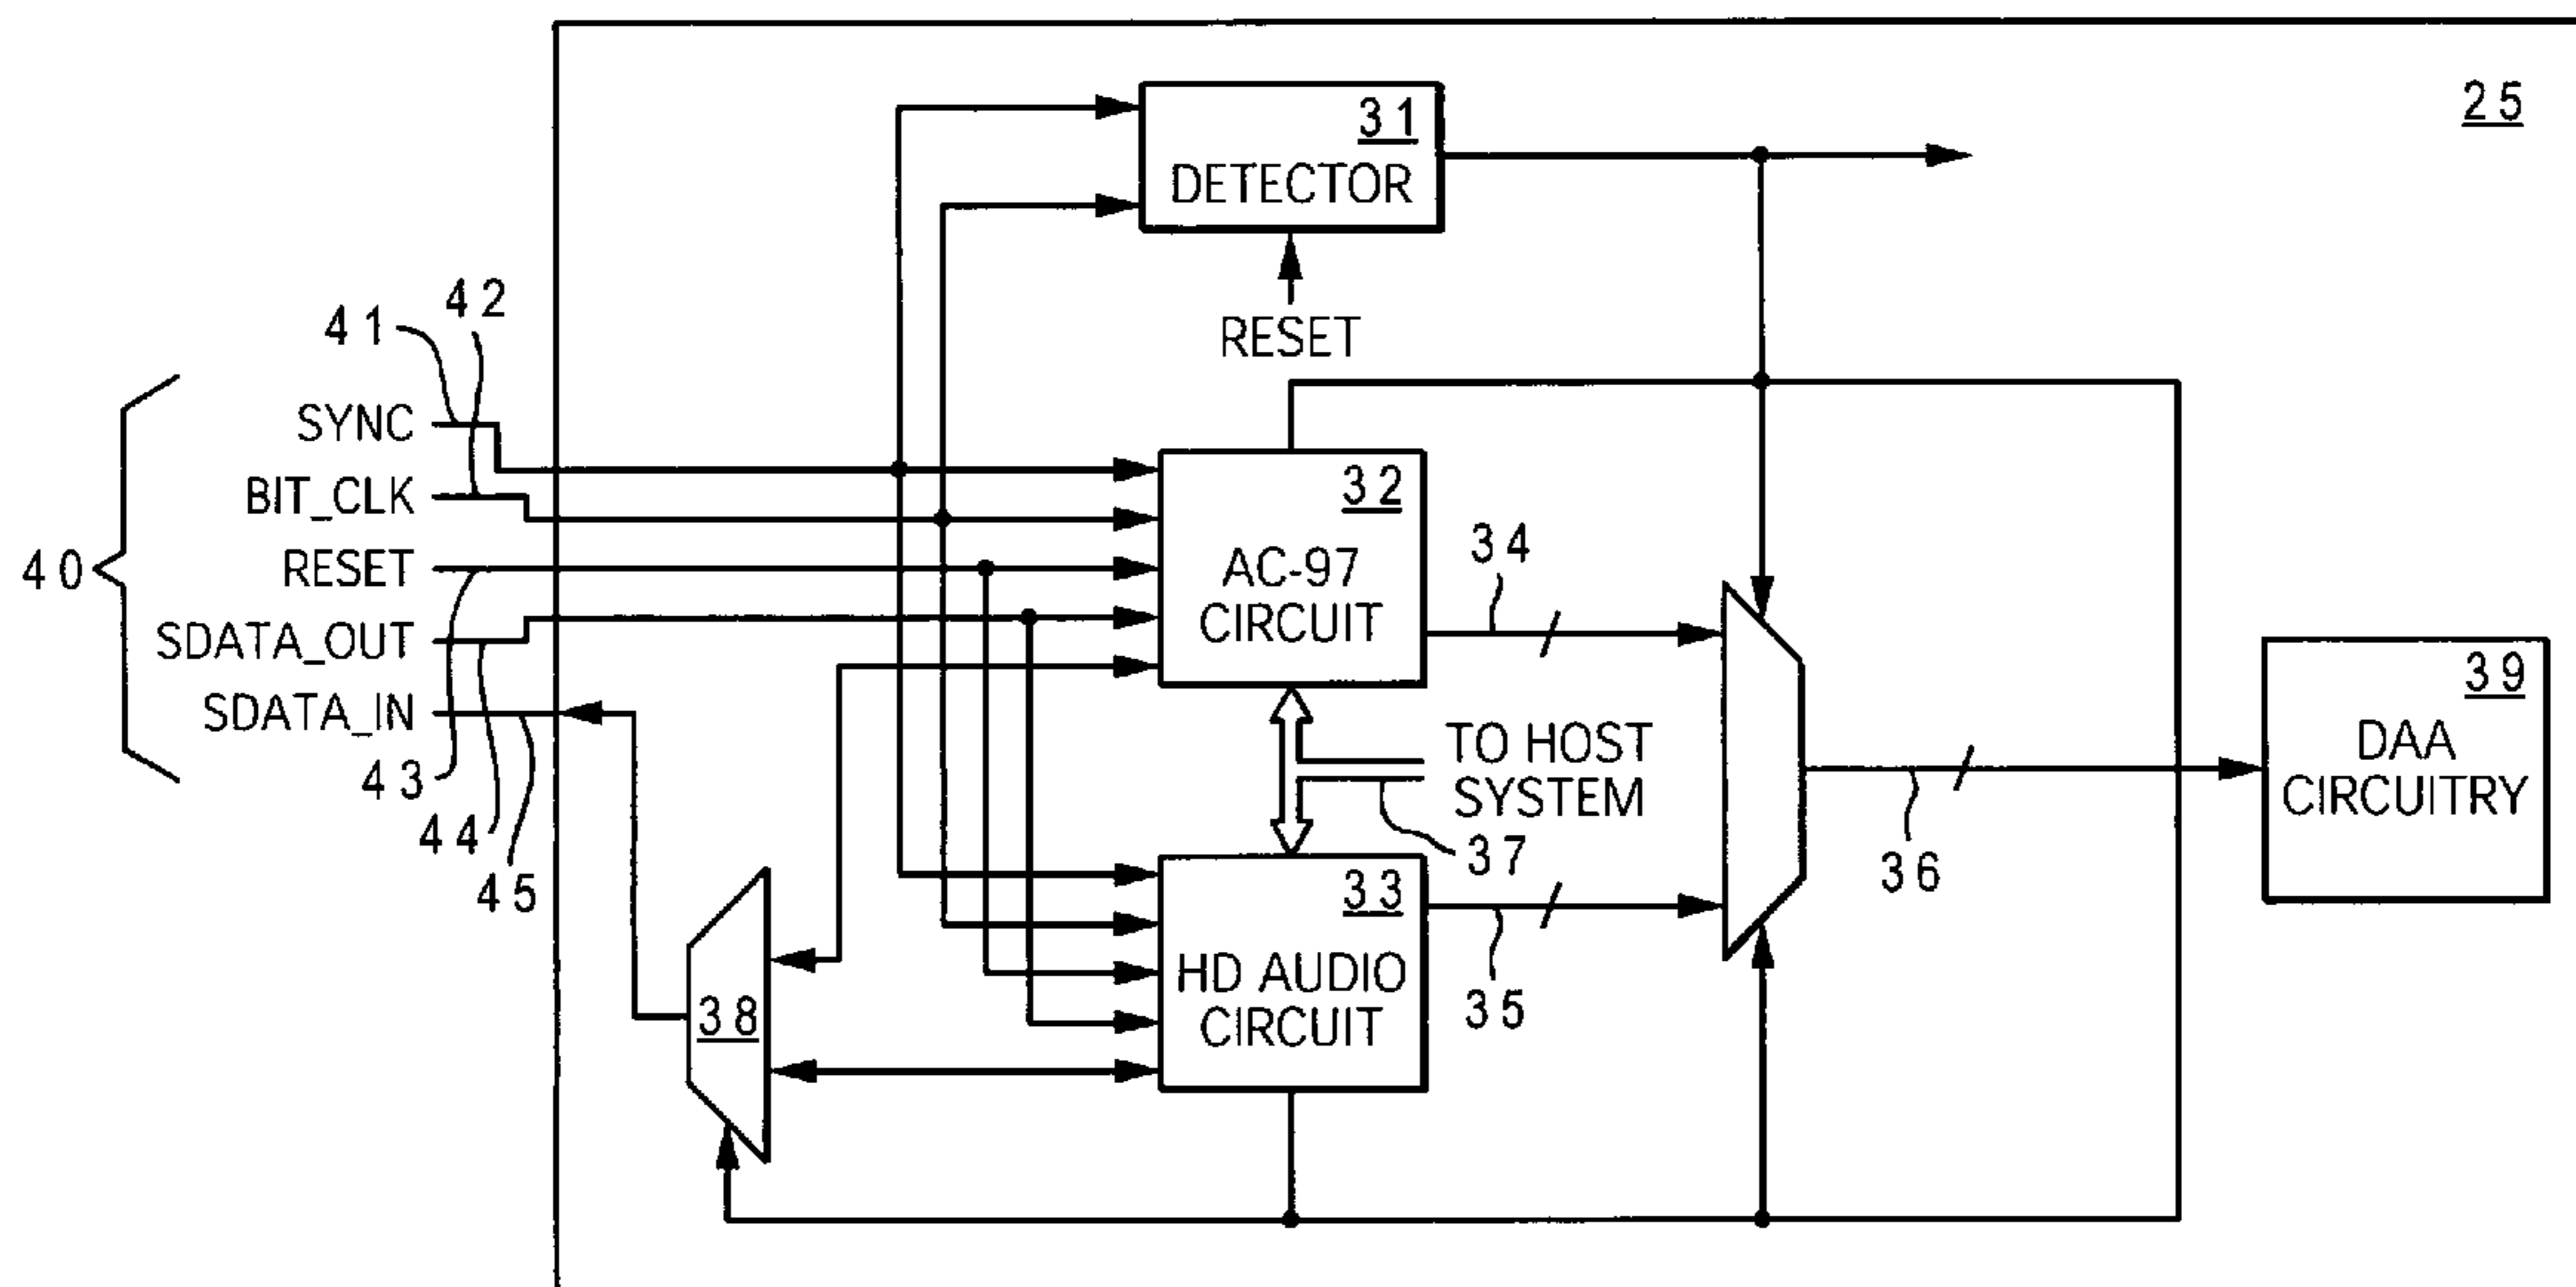 25
31
DETECTOR
RESET
42
41
40
SYNC
BIT_CLK
RESET
SDATA_OUT
SDATA_IN
43
44
45
32
AC-97
CIRCUIT
34
TO HOST
SYSTEM
37
33
HD AUDIO
CIRCUIT
35
36
38
39
DAA
CIRCUITRY